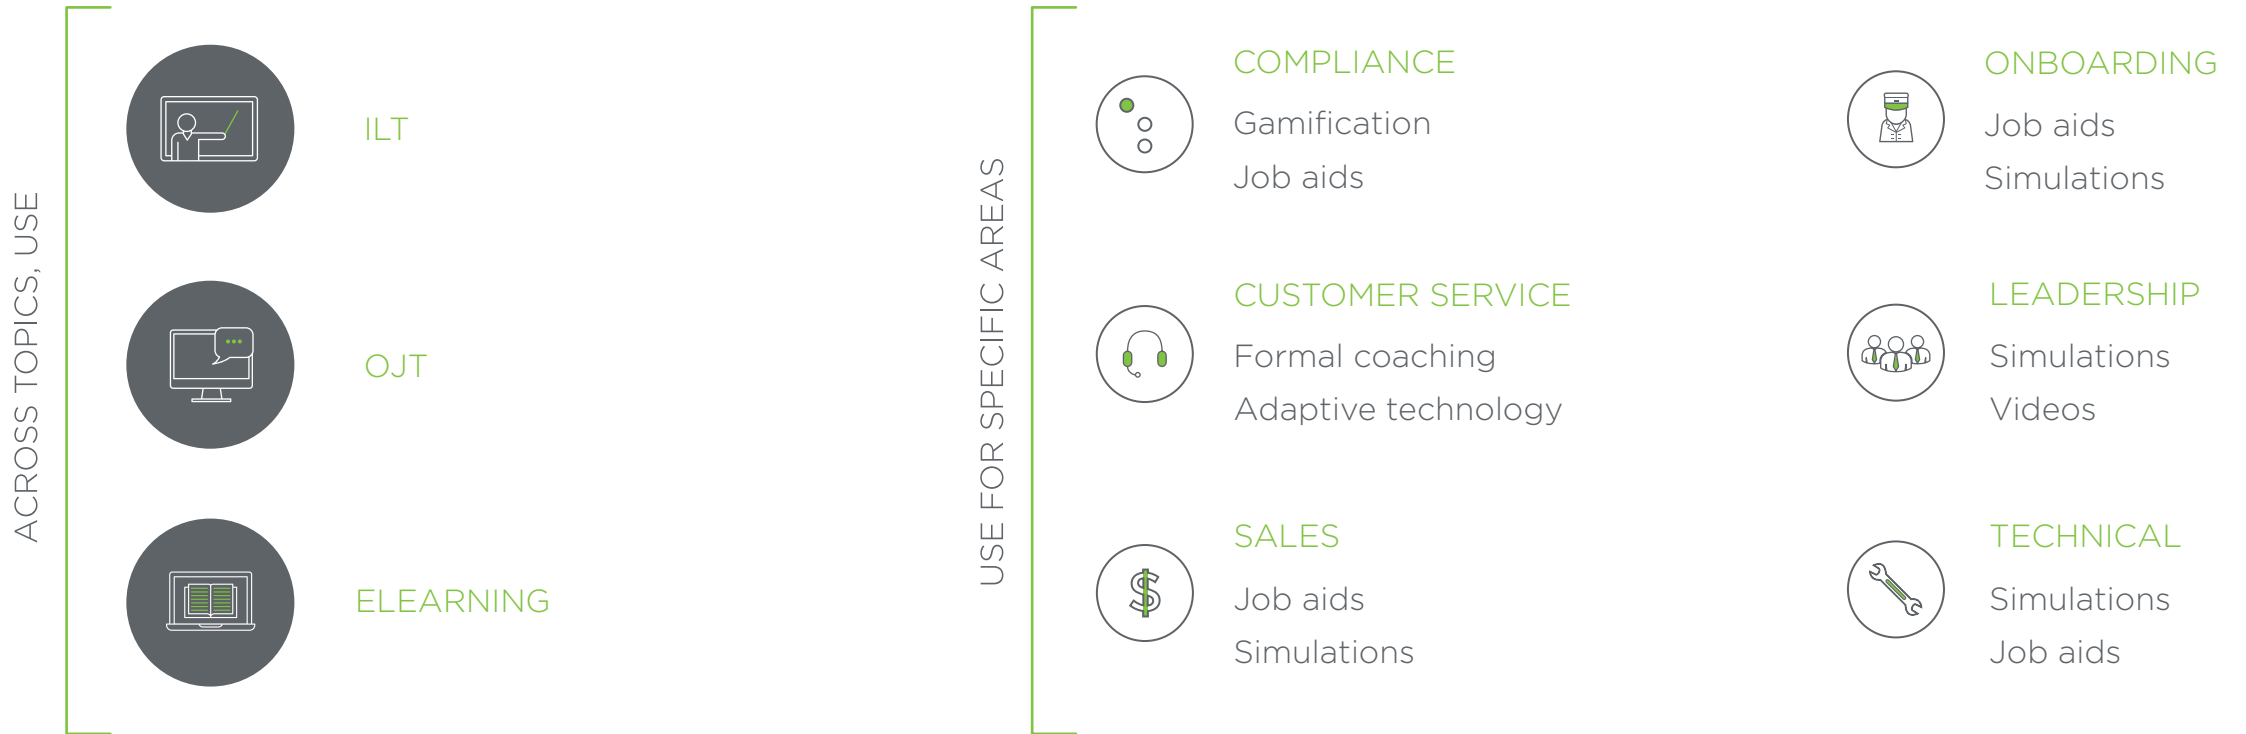 ACROSS TOPICS, USE
ILT
OJT
ELEARNING
USE FOR SPECIFIC AREAS
COMPLIANCE
Gamification
Job aids
CUSTOMER SERVICE
Formal coaching
Adaptive technology
SALES
Job aids
Simulations
ONBOARDING
Job aids
Simulations
LEADERSHIP
Simulations
Videos
TECHNICAL
Simulations
Job aids